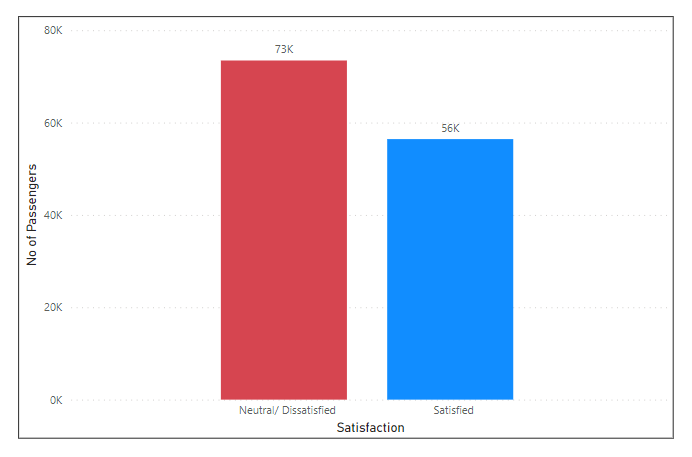 80K
73K
60K
56K
No of Passengers
40K
20K
0K
Neutral/ Dissatisfied
Satisfied
Satisfaction